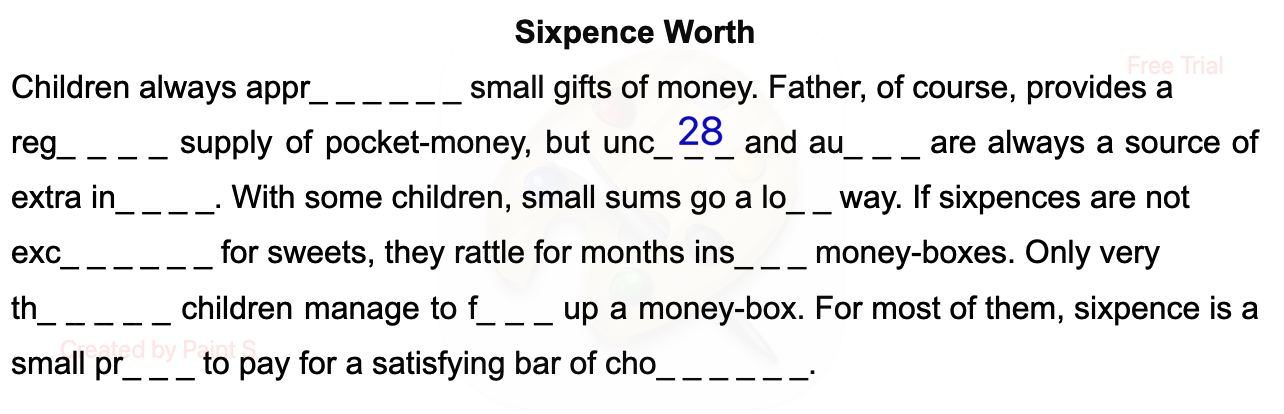 Sixpence Worth
Free Trial
Children always appr_ _ _ _ _ _ small gifts of money. Father, of course, provides a
reg_ _ _ _ supply of pocket-money, but unc_ _ _ and au_ _ _ are always a source of
28
extra in_ _ _ _. With some children, small sums go a lo_ _ way. If sixpences are not
exc_ _ _ _ _ _ for sweets, they rattle for months ins_ _ _ money-boxes. Only very
th_ _ _ _ _ children manage to f_ _ _ up a money-box. For most of them, sixpence is a
Created by Paint S
small pr_ _ _ to pay for a satisfying bar of cho_ _ _ _ _ _.